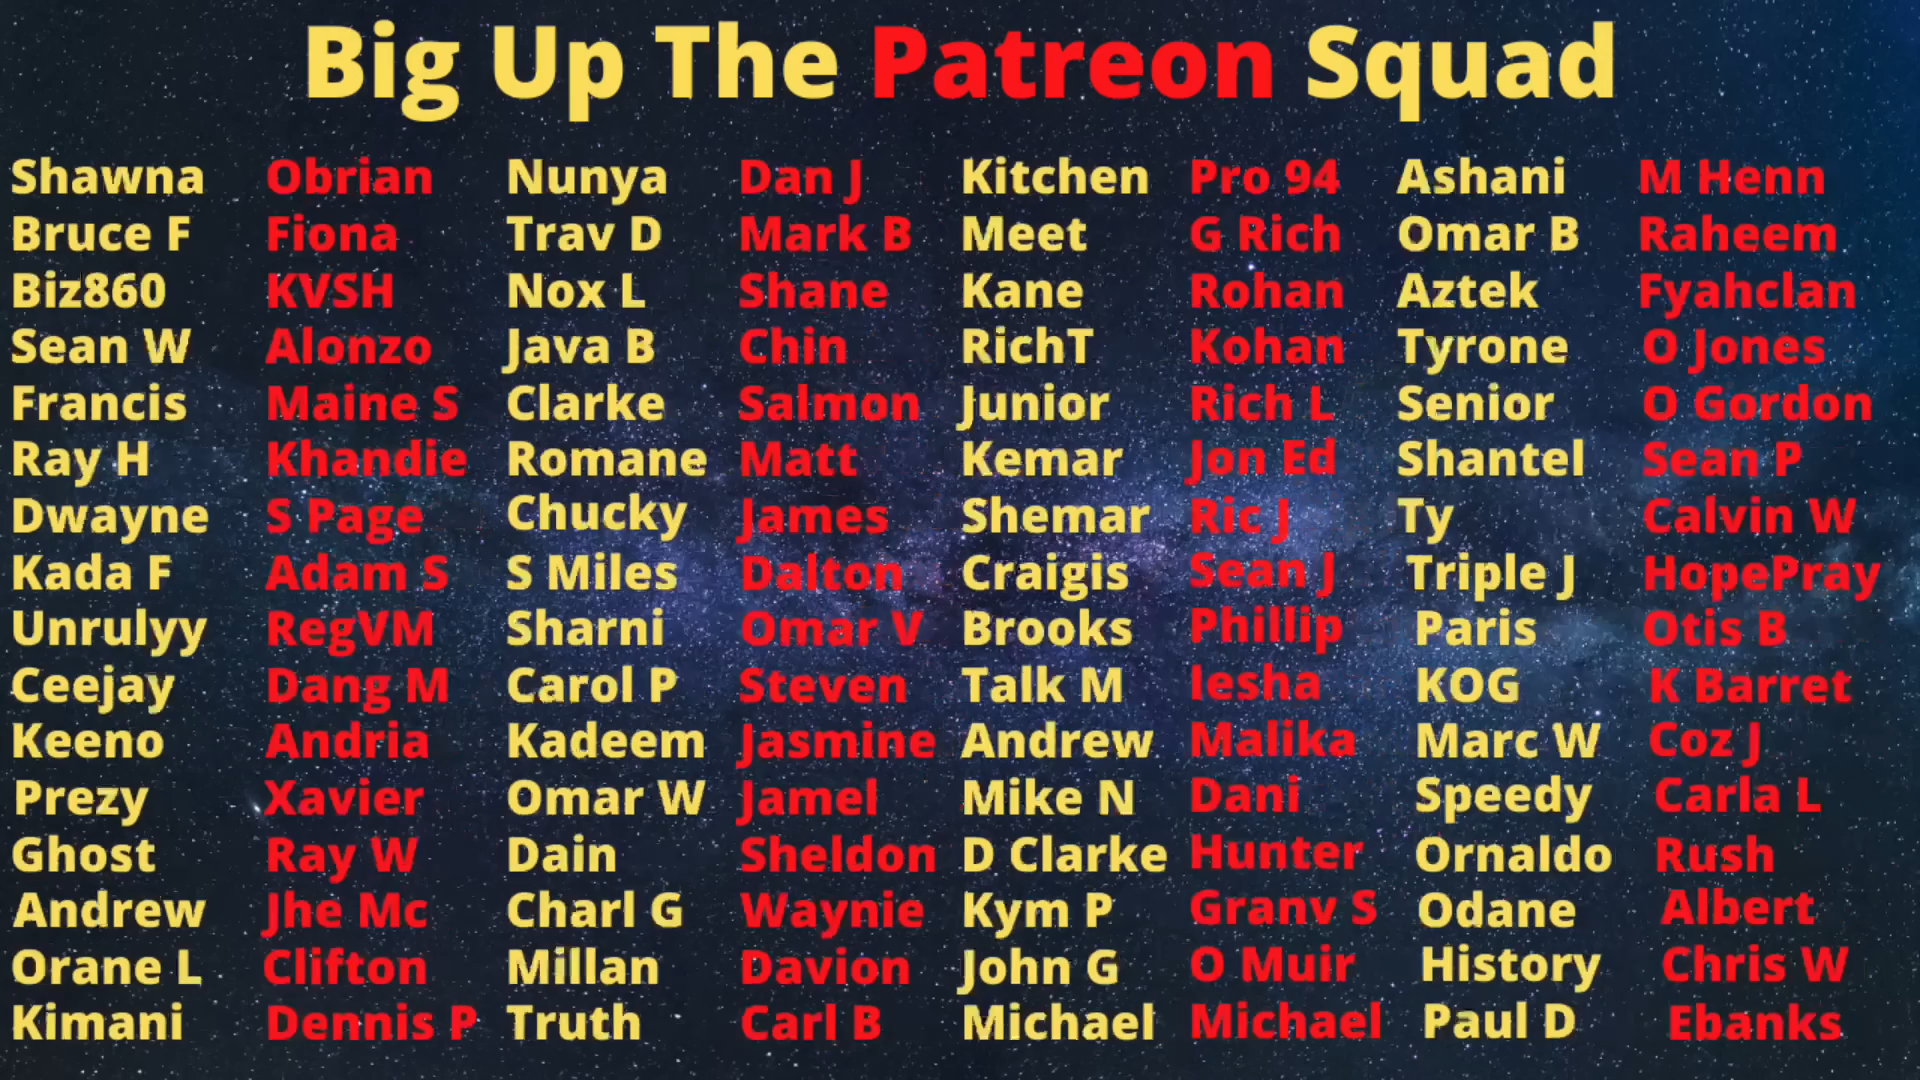 Big Up The Patreon Squad
Shawna Obrian Nunya Dan J Kitchen Pro 94 Ashani M Henn
Bruce F Fiona Trav D Mark B Meet G Rich Omar B Raheem
Biz860 KVSH Nox L Shane Kane Rohan Aztek Fyahclan
Sean W Alonzo Java B Chin RichT Kohan Tyrone O Jones
Francis Maine S Clarke Salmon Junior Rich L Senior O Gordon
Ray H Khandie Romane Matt Kemar Jon Ed Shantel Sean P
Dwayne S Page Chucky James Shemar Ric J Ty Calvin W
Kada F Adam S S Miles Dalton Craigis Sean J Triple J HopePray
Unrulyy RegVM Sharni Omar V Brooks Phillip Paris Otis B
Ceejay Dang M Carol P Steven Talk M Iesha KOG K Barret
Keeno Andria Kadeem Jasmine Andrew Malika Marc W Coz J
Prezy Xavier Omar W Jamel Mike N Dani Speedy Carla L
Ghost Ray W Dain Sheldon D Clarke Hunter Ornaldo Rush
Andrew Jhe Mc Charl G Waynie Kym P Granv S Odane Albert
Orane L Clifton Millan Davion John G O Muir History Chris W
Kimani Dennis P Truth Carl B Michael Michael Paul D Ebanks